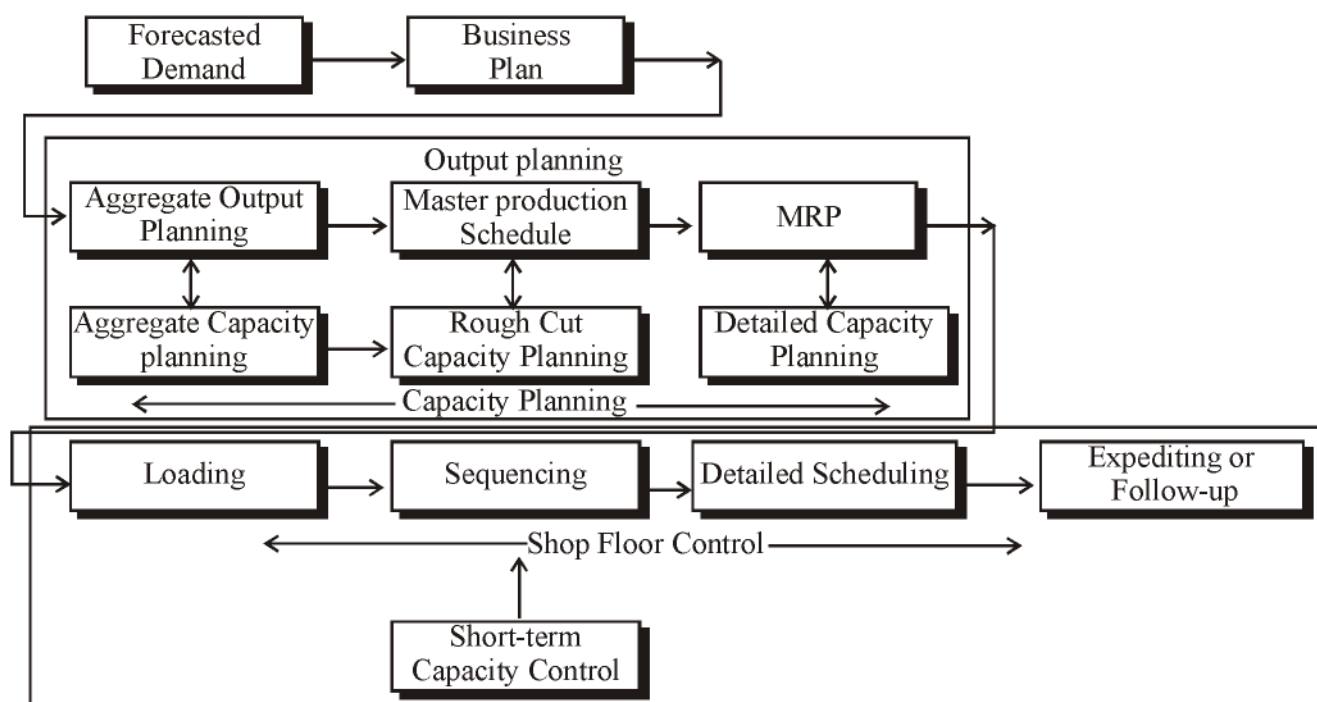 Forecasted
Demand
Business
Plan
Output planning
Aggregate Output
Planning
Master production
Schedule
MRP
Aggregate Capacity
planning
Rough Cut
Capacity Planning
Detailed Capacity
Planning
Capacity Planning
Loading
Sequencing
Detailed Scheduling
Expediting or
Follow-up
Shop Floor Control
Short-term
Capacity Control